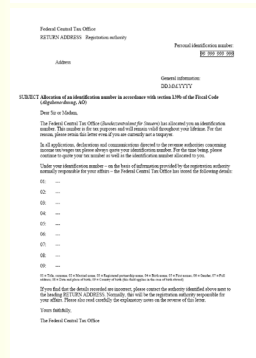 Federal Central Tax Office
RETURN ADDRESS Registration authority
Personal identification number:
00 000 000 000
Address
General information:
DD.MM.YYYY
SUBJECT Allocation of an identification number in accordance with section 139b of the Fiscal Code
(Abgabenordnung, AO)
Dear Sir or Madam,
The Federal Central Tax Office (Bundeszentralamt für Steuern) has allocated you an identification
number. This number is for tax purposes and will remain valid throughout your lifetime. For this
reason, please retain this letter even if you are currently not a taxpayer.
In all applications, declarations and communications directed to the revenue authorities concerning
income tax/wages tax please always quote your identification number. For the time being, please
continue to quote your tax number as well as the identification number allocated to you.
Under your identification number – on the basis of information provided by the registration authority
normally responsible for your affairs – the Federal Central Tax Office has stored the following details:
01: ---
02: ---
03: ---
04: ---
05: ---
06: ---
07: ---
08: ---
09: ---
If you find that the details recorded are incorrect, please contact the authority identified above next to
the heading RETURN ADDRESS. Normally, this will be the registration authority responsible for
your affairs. Please also read carefully the explanatory notes on the reverse of this letter.
Yours faithfully,
The Federal Central Tax Office